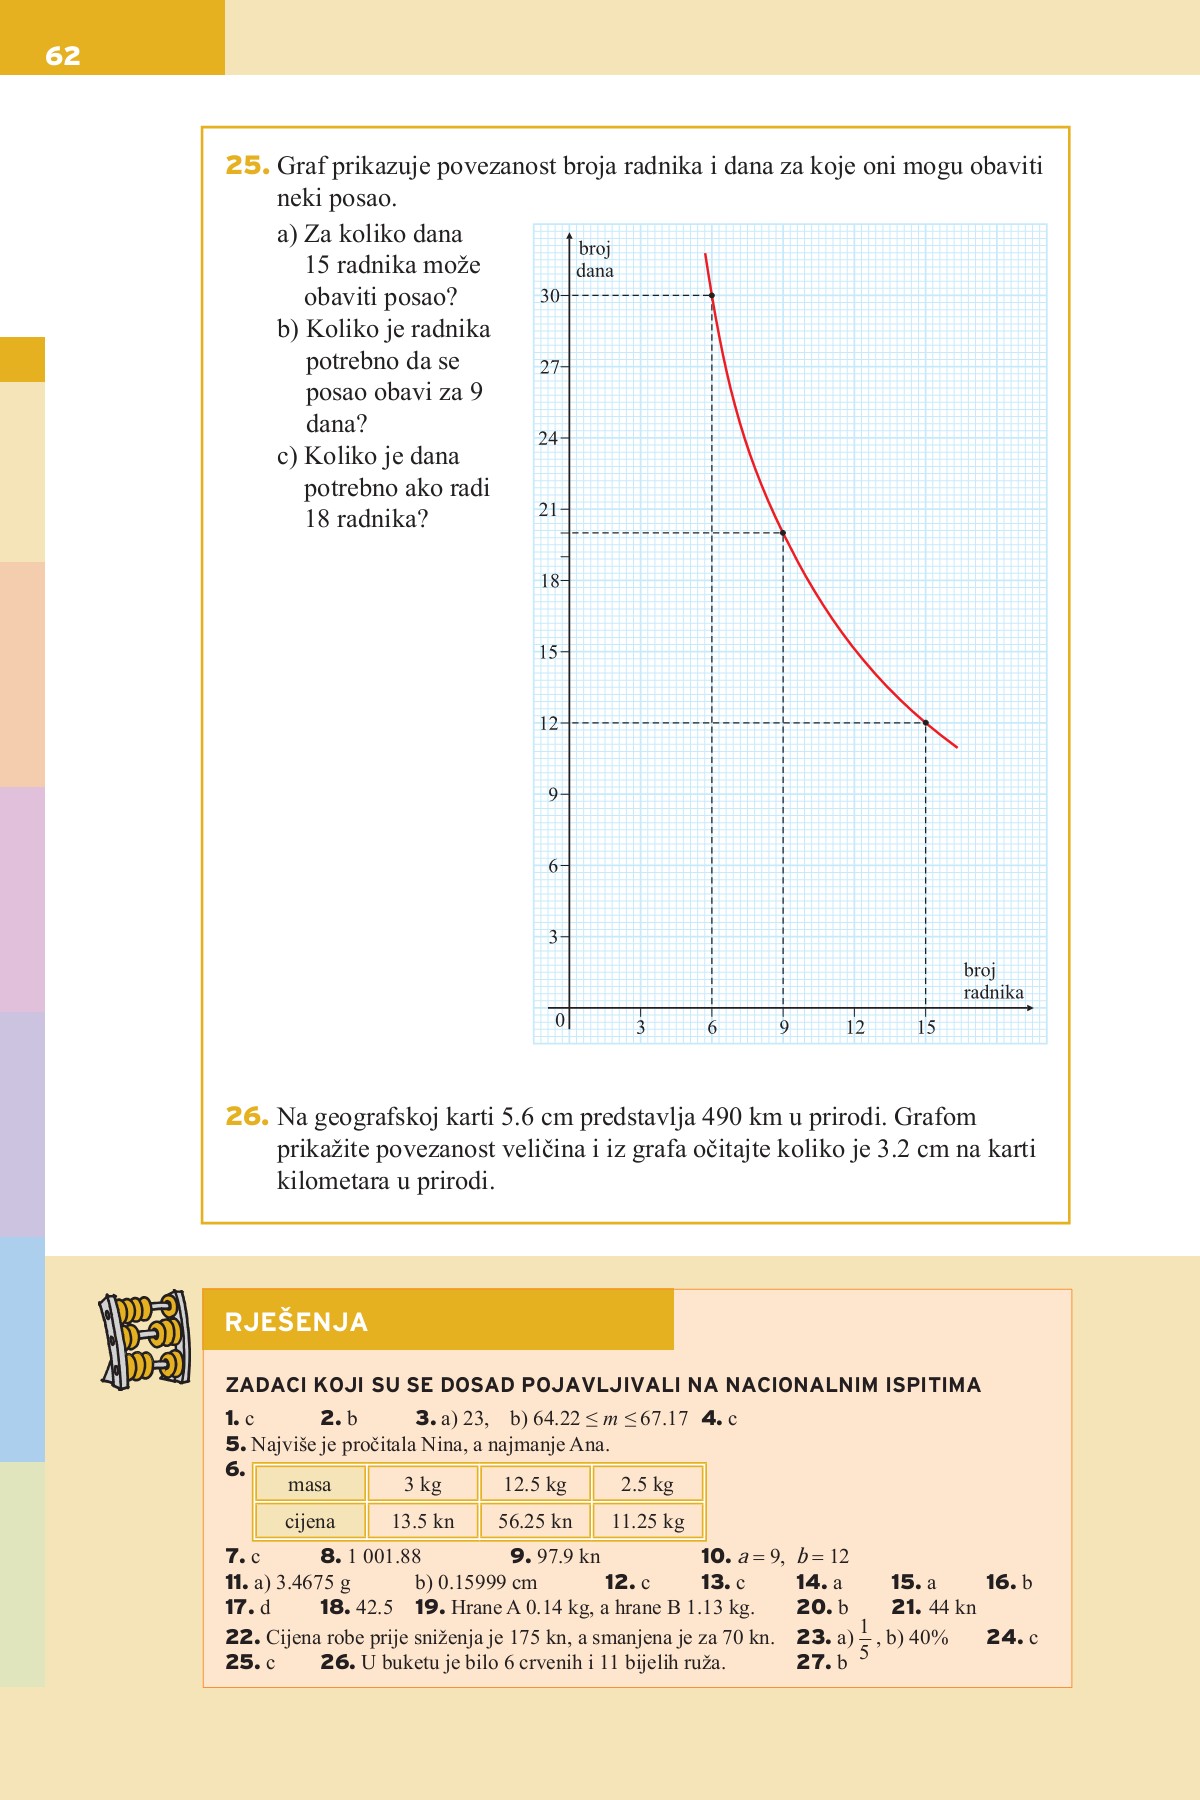 62
25. Graf prikazuje povezanost broja radnika i dana za koje oni mogu obaviti
neki posao.
a) Za koliko dana
15 radnika može
obaviti posao?
b) Koliko je radnika
potrebno da se
posao obavi za 9
dana?
c) Koliko je dana
potrebno ako radi
18 radnika?
broj
dana
30
27
24
21
18
15
12
9
6
3
broj
radnika
0
3 6 9 12 15
26. Na geografskoj karti 5.6 cm predstavlja 490 km u prirodi. Grafom
prikažite povezanost veličina i iz grafa očitajte koliko je 3.2 cm na karti
kilometara u prirodi.
RJEŠENJA
ZADACI KOJI SU SE DOSAD POJAVLJIVALI NA NACIONALNIM ISPITIMA
1. c 2. b 3. a) 23, b) 64.22 ≤ m ≤ 67.17 4. c
5. Najviše je pročitala Nina, a najmanje Ana.
6.
masa 3 kg 12.5 kg 2.5 kg
cijena 13.5 kn 56.25 kn 11.25 kg
7. c 8. 1 001.88 9. 97.9 kn 10. a = 9, b = 12
11. a) 3.4675 g b) 0.15999 cm 12. c 13. c 14. a 15. a 16. b
17. d 18. 42.5 19. Hrane A 0.14 kg, a hrane B 1.13 kg. 20. b 21. 44 kn
22. Cijena robe prije sniženja je 175 kn, a smanjena je za 70 kn. 23. a) 1/5, b) 40% 24. c
25. c 26. U buketu je bilo 6 crvenih i 11 bijelih ruža. 27. b